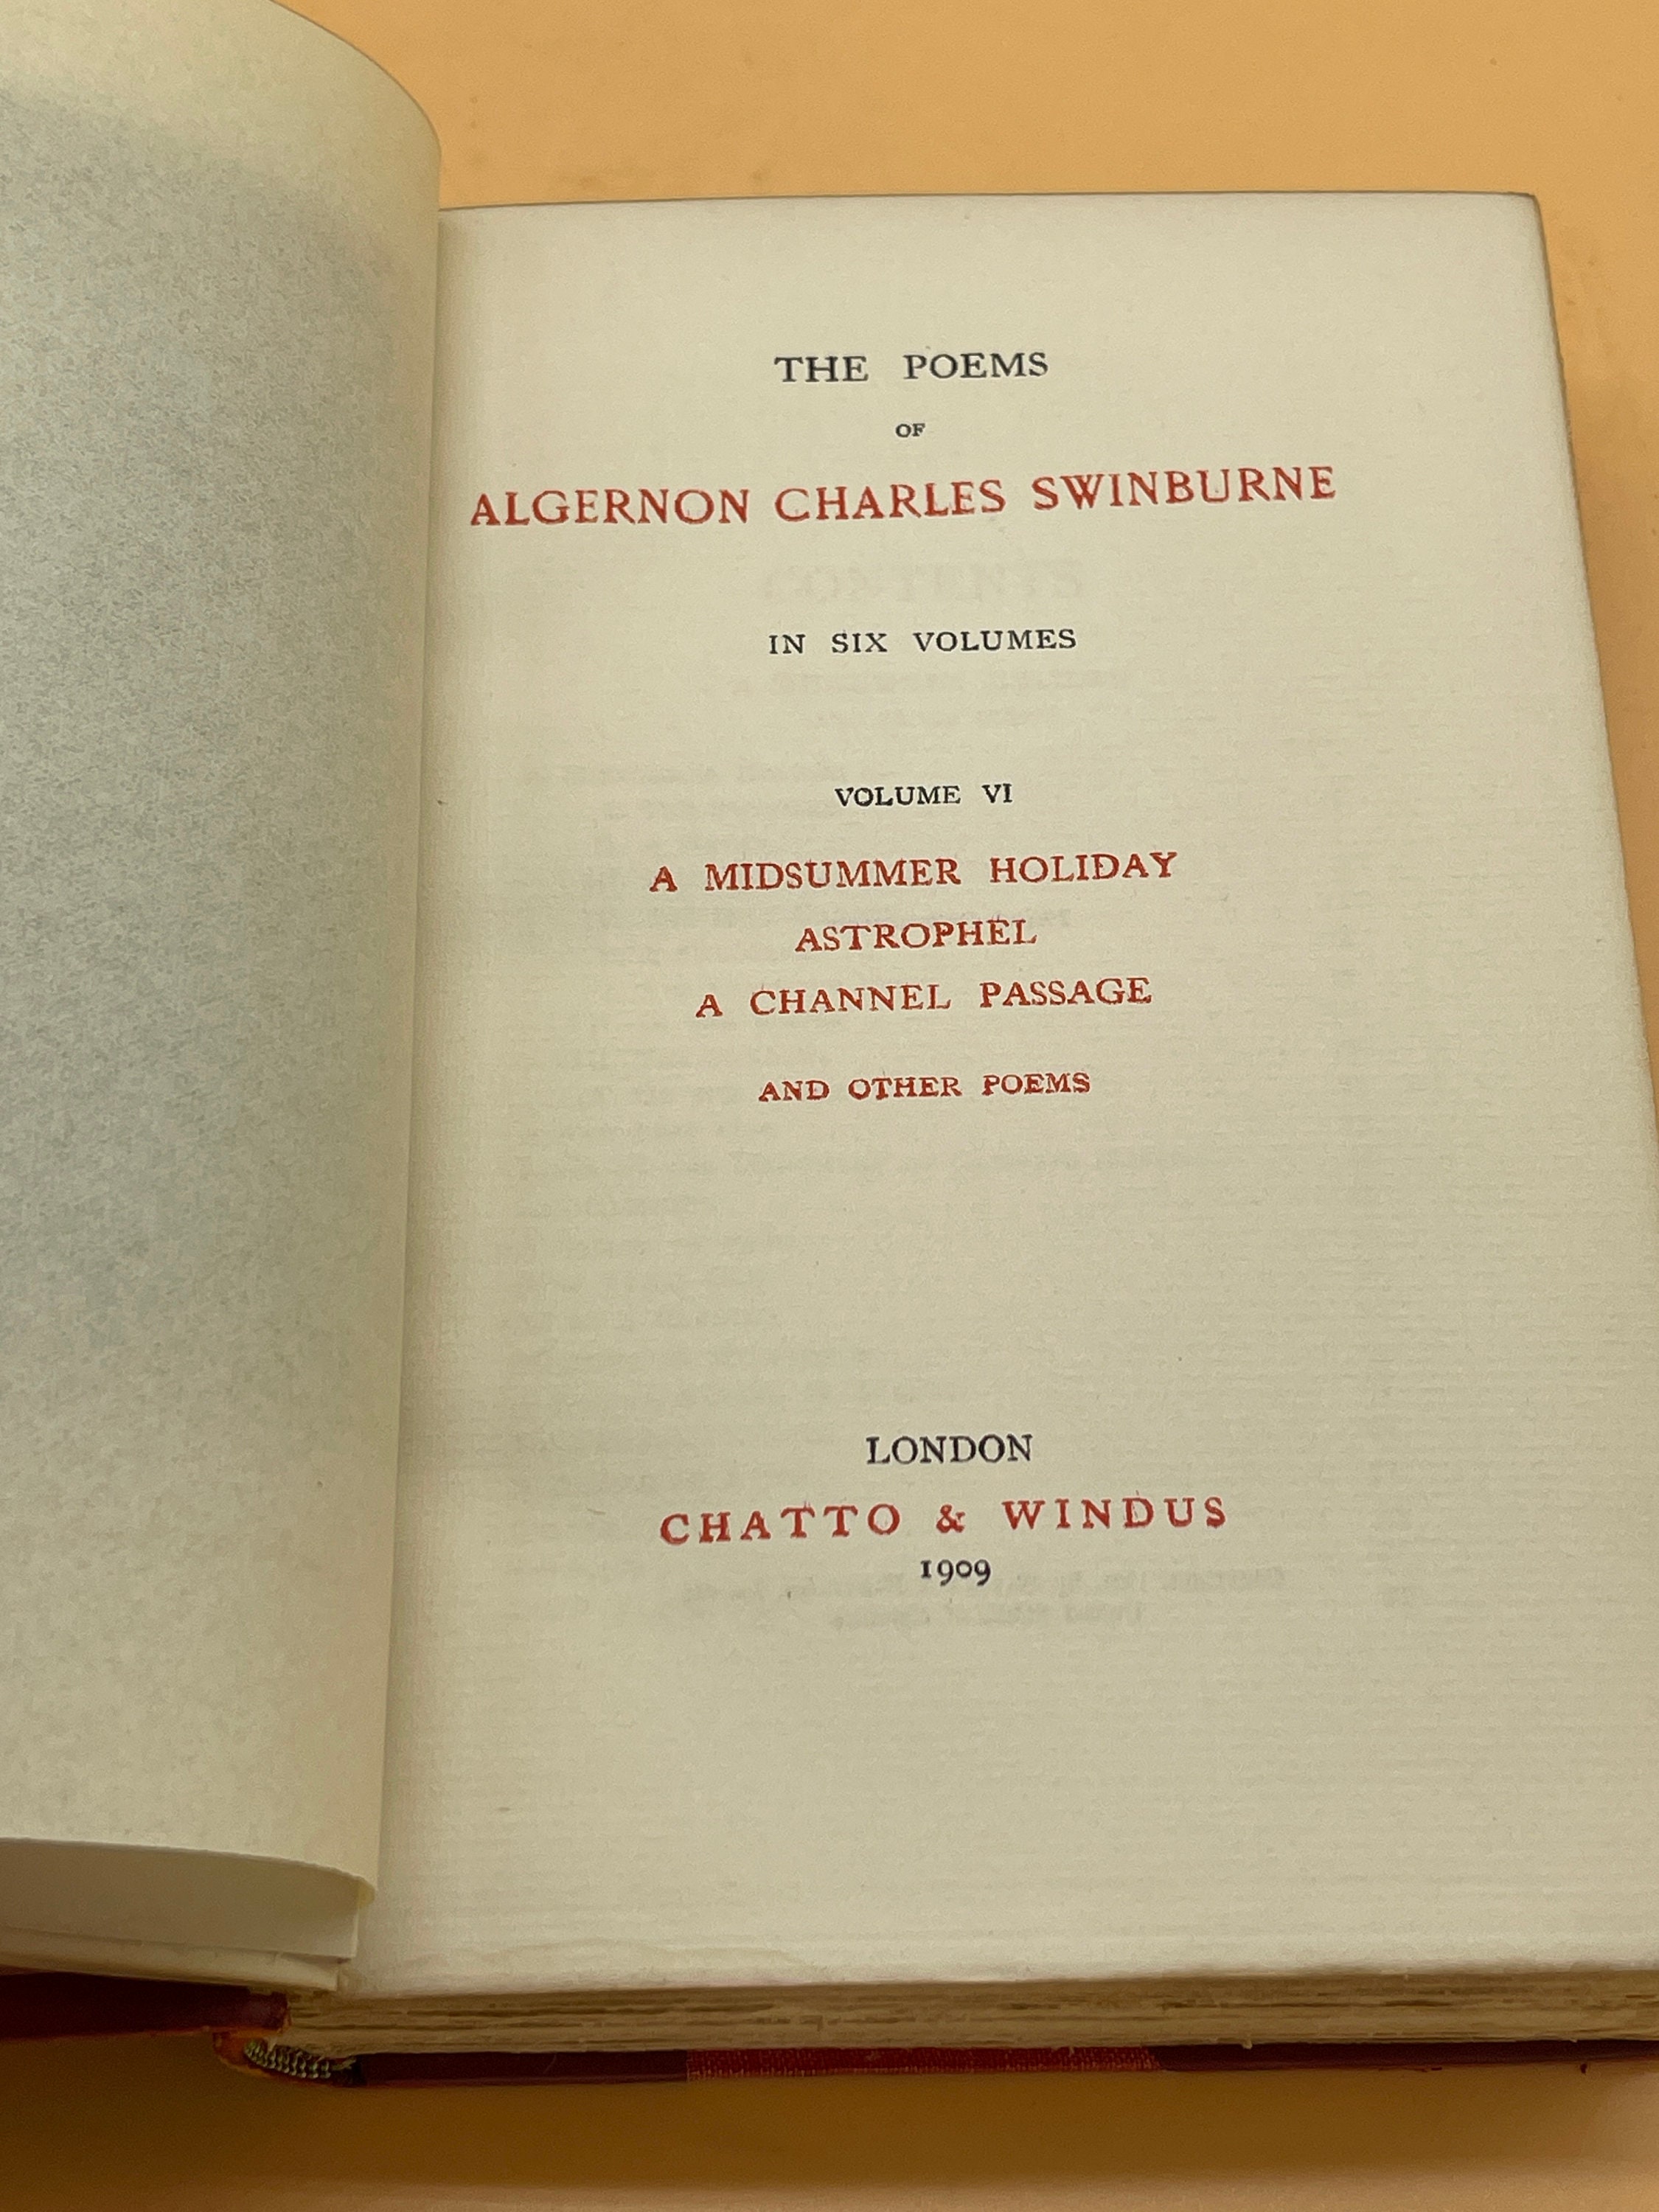 THE POEMS
OF
ALGERNON CHARLES SWINBURNE
IN SIX VOLUMES
VOLUME VI
A MIDSUMMER HOLIDAY
ASTROPHEL
A CHANNEL PASSAGE
AND OTHER POEMS
LONDON
CHATTO & WINDUS
1909